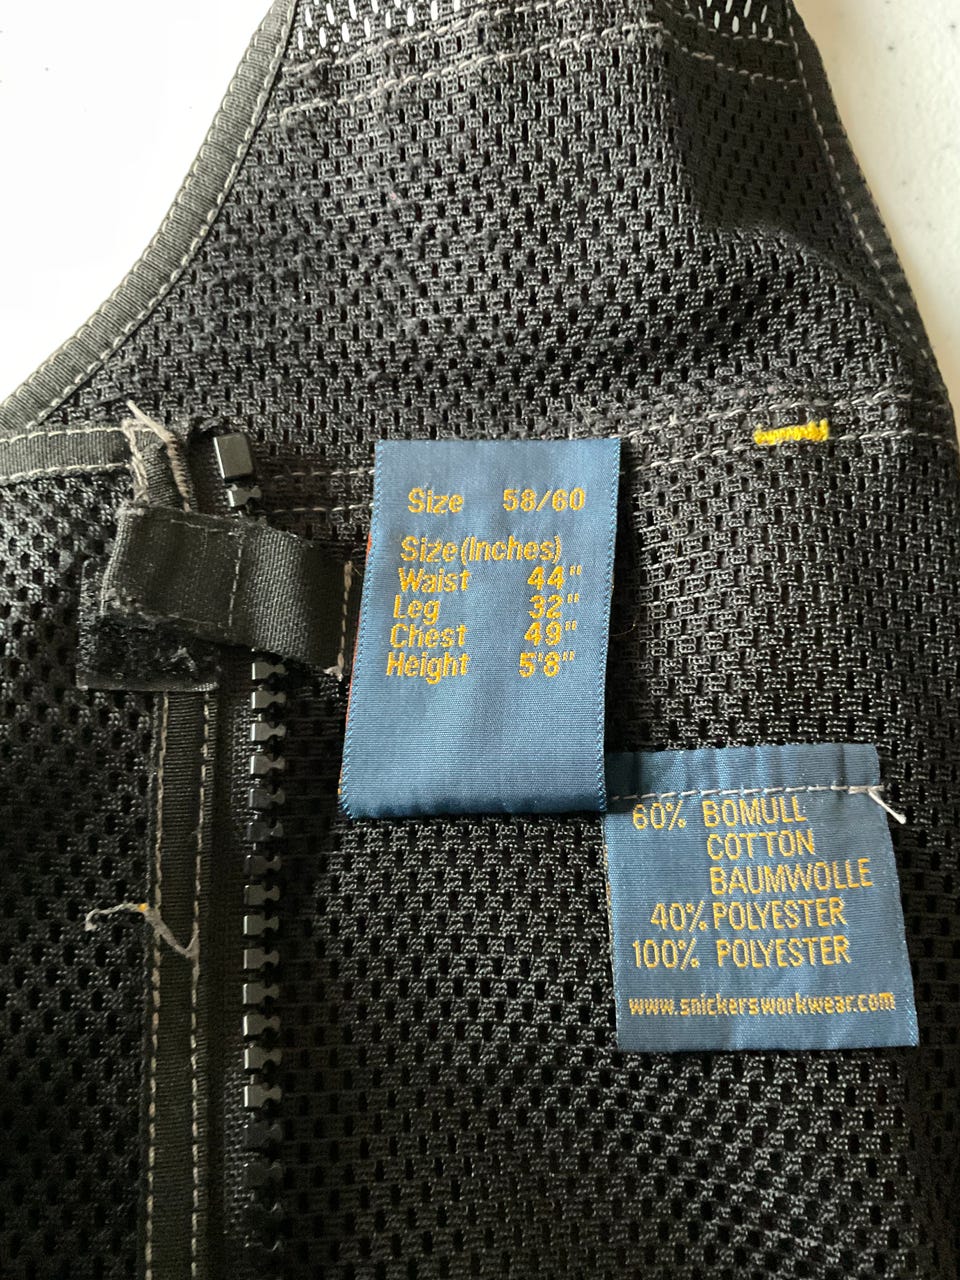 Size 58/60
Size(Inches)
Waist 44"
Leg 32"
Chest 49"
Height 5'8"
60% BOMULL
COTTON
BAUMWOLLE
40% POLYESTER
100% POLYESTER
www.snickersworkwear.com